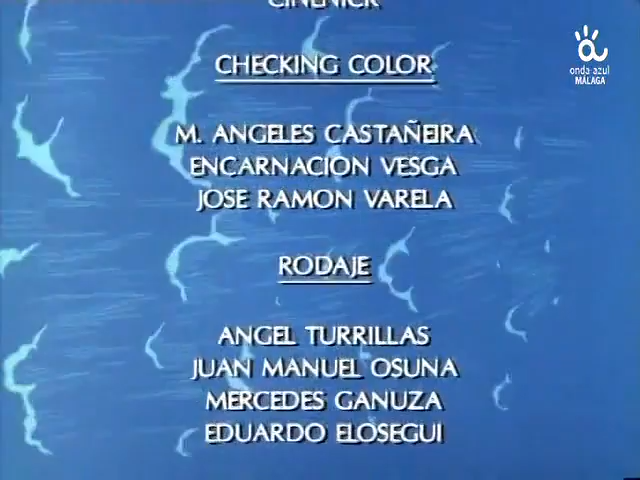 CINENICK
CHECKING COLOR
M. ANGELES CASTAÑEIRA
ENCARNACION VESGA
JOSE RAMON VARELA
RODAJE
ANGEL TURRILLAS
JUAN MANUEL OSUNA
MERCEDES GANUZA
EDUARDO ELOSEGUI
onda azul
MÁLAGA